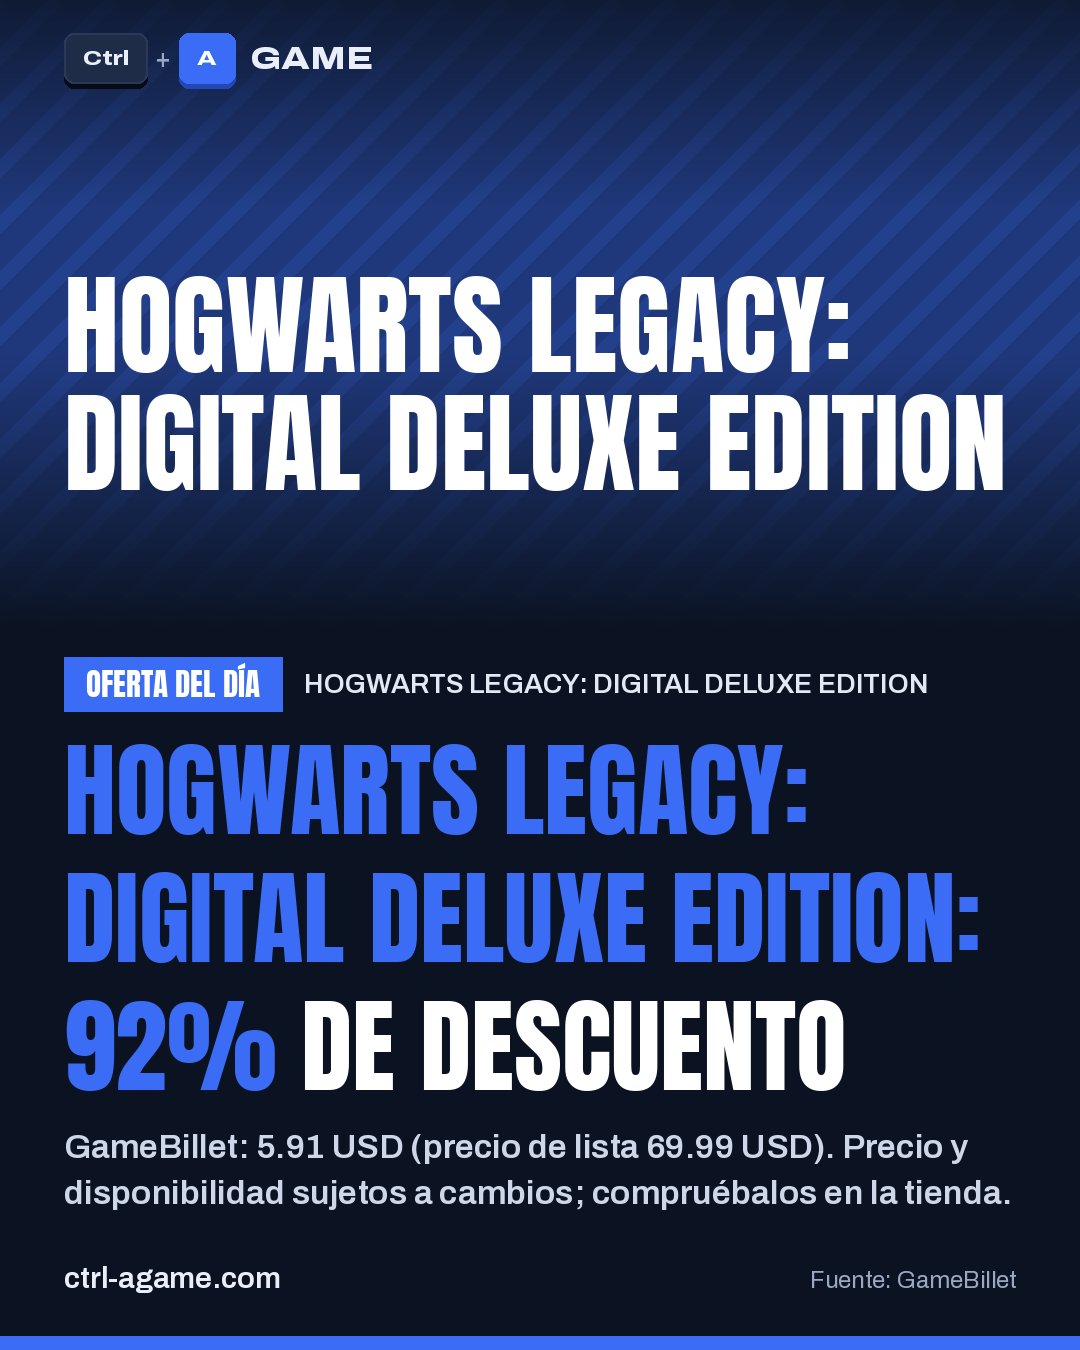 Ctrl + A GAME
HOGWARTS LEGACY:
DIGITAL DELUXE EDITION
OFERTA DEL DÍA HOGWARTS LEGACY: DIGITAL DELUXE EDITION
HOGWARTS LEGACY:
DIGITAL DELUXE EDITION:
92% DE DESCUENTO
GameBillet: 5.91 USD (precio de lista 69.99 USD). Precio y
disponibilidad sujetos a cambios; compruébalos en la tienda.
ctrl-agame.com Fuente: GameBillet